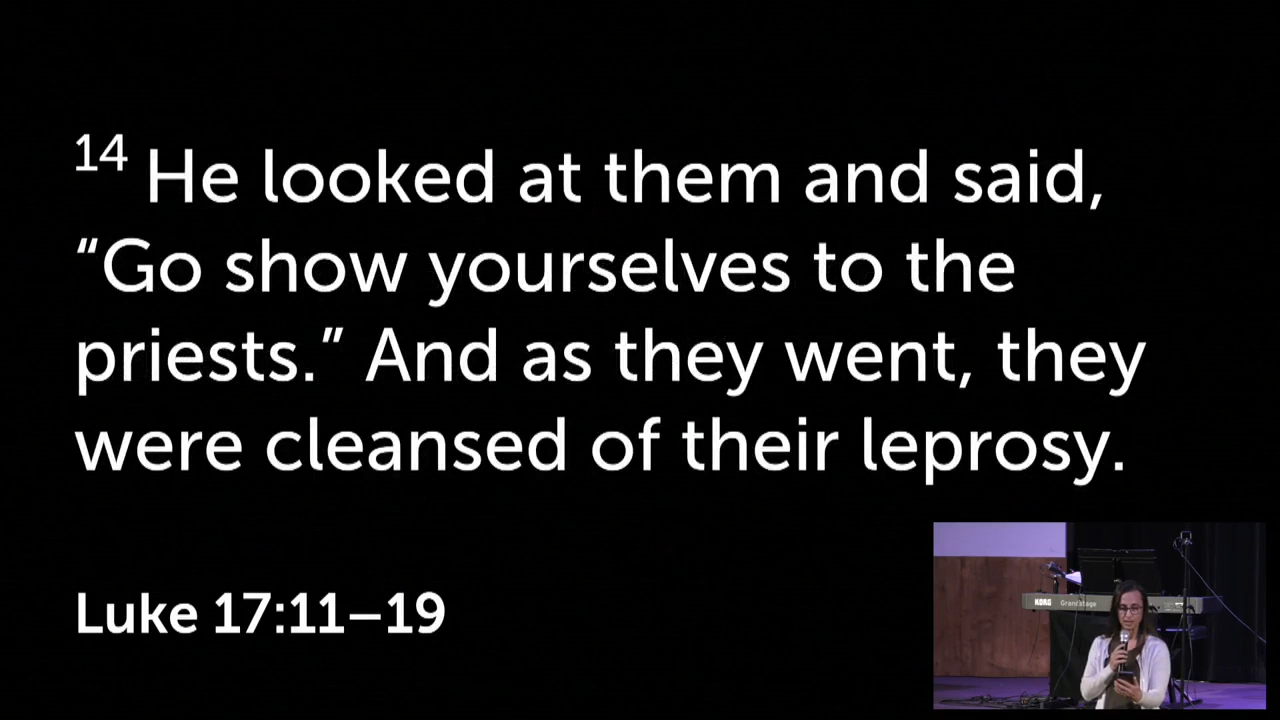 14 He looked at them and said,
“Go show yourselves to the
priests.” And as they went, they
were cleansed of their leprosy.
Luke 17:11–19
KORG Grandstage